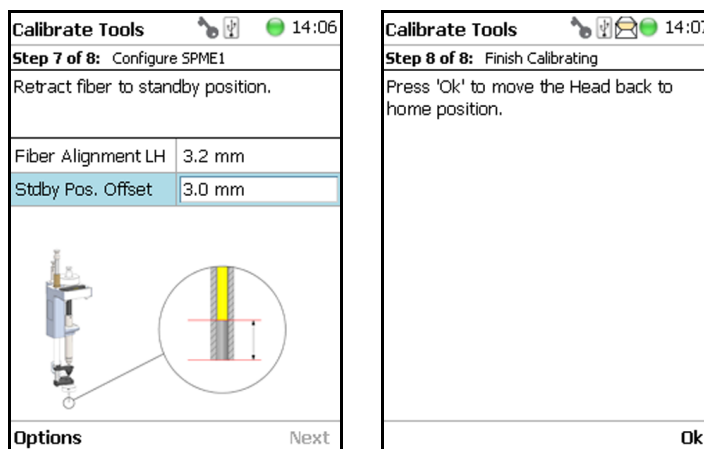 Calibrate Tools 14:06
Step 7 of 8: Configure SPME1
Retract fiber to standby position.
Fiber Alignment LH 3.2 mm
Stdby Pos. Offset 3.0 mm
Options Next
Calibrate Tools 14:07
Step 8 of 8: Finish Calibrating
Press 'Ok' to move the Head back to
home position.
Ok